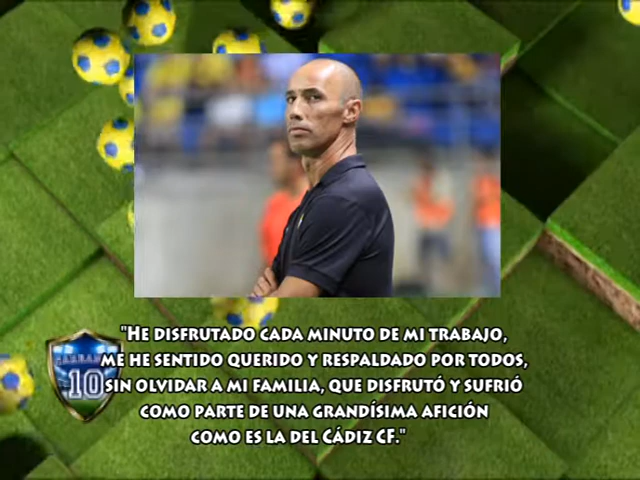 "He disfrutado cada minuto de mi trabajo,
me he sentido querido y respaldado por todos,
sin olvidar a mi familia, que disfrutó y sufrió
como parte de una grandísima afición
como es la del Cádiz CF."
10